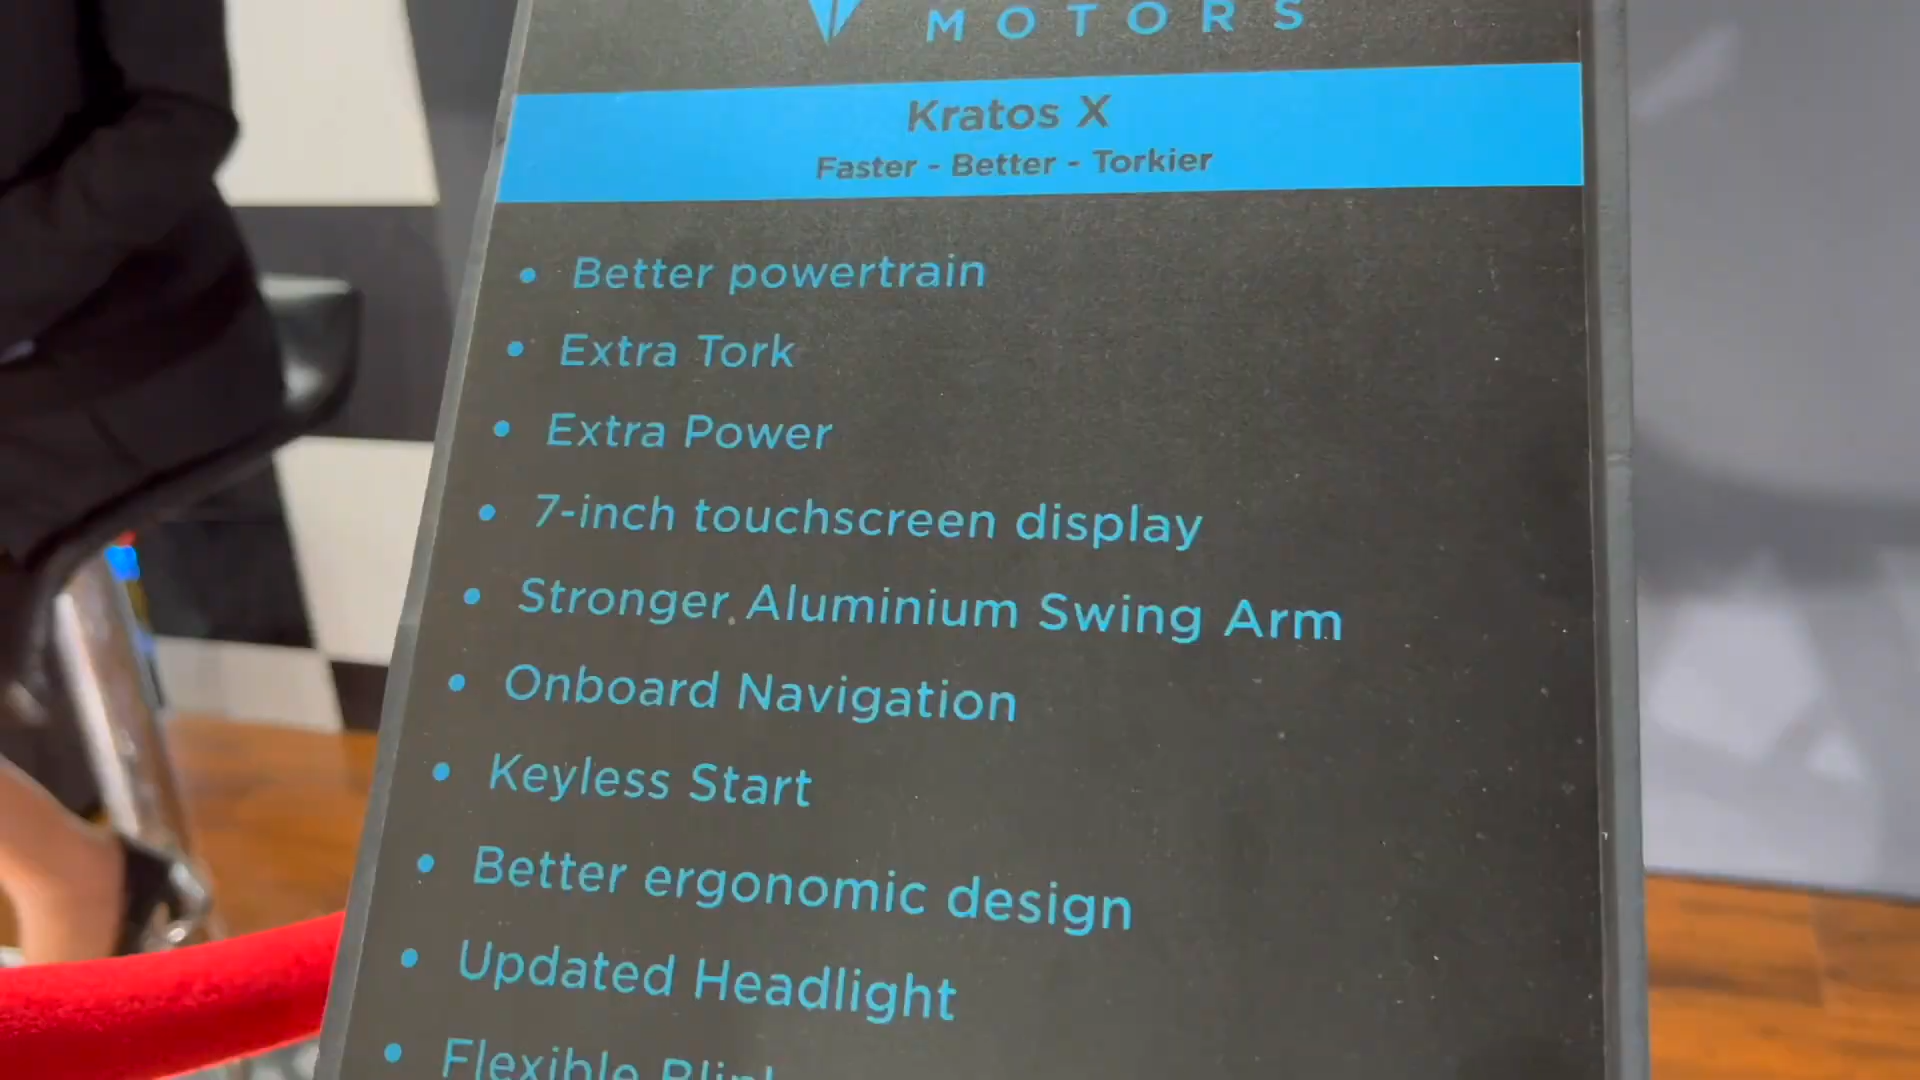 MOTORS
Kratos X
Faster - Better - Torkier
• Better powertrain
• Extra Tork
• Extra Power
• 7-inch touchscreen display
• Stronger Aluminium Swing Arm
• Onboard Navigation
• Keyless Start
• Better ergonomic design
• Updated Headlight
• Flexible